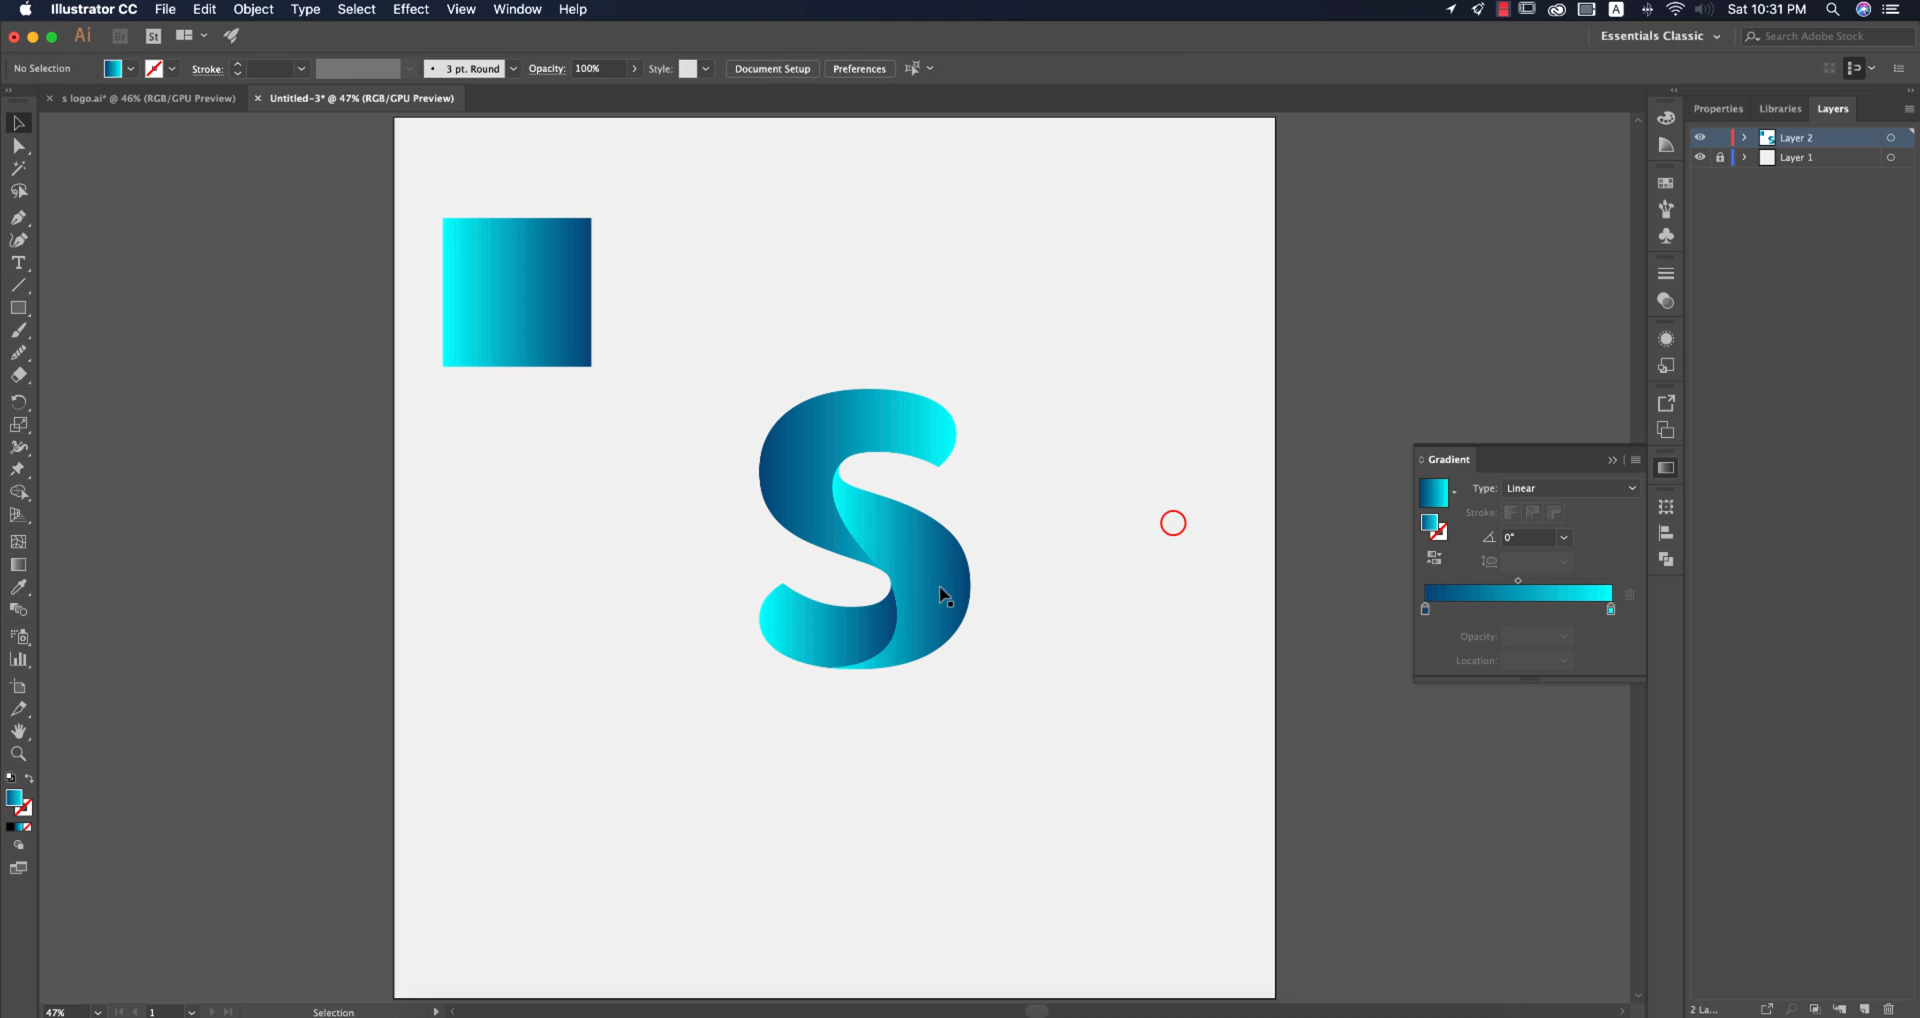 Illustrator CC File Edit Object Type Select Effect View Window Help
A Sat 10:31 PM
Ai Br St Essentials Classic Search Adobe Stock
No Selection Stroke: 3 pt. Round Opacity: 100% Style: Document Setup Preferences
s logo.ai* @ 46% (RGB/GPU Preview) Untitled-3* @ 47% (RGB/GPU Preview)
Properties Libraries Layers
Layer 2
Layer 1
S
Gradient
Type: Linear
Stroke:
0°
Opacity:
Location:
47% 1 Selection 2 La...